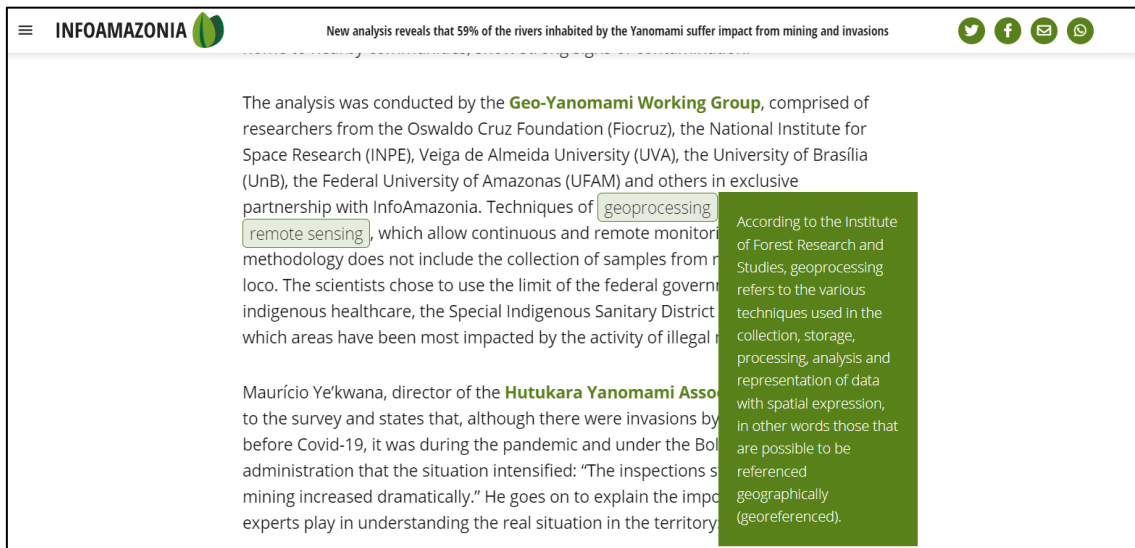 INFOAMAZONIA
New analysis reveals that 59% of the rivers inhabited by the Yanomami suffer impact from mining and invasions
The analysis was conducted by the Geo-Yanomami Working Group, comprised of
researchers from the Oswaldo Cruz Foundation (Fiocruz), the National Institute for
Space Research (INPE), Veiga de Almeida University (UVA), the University of Brasília
(UnB), the Federal University of Amazonas (UFAM) and others in exclusive
partnership with InfoAmazonia. Techniques of geoprocessing
remote sensing , which allow continuous and remote monitori
methodology does not include the collection of samples from
loco. The scientists chose to use the limit of the federal govern
indigenous healthcare, the Special Indigenous Sanitary District
which areas have been most impacted by the activity of illegal
Maurício Ye’kwana, director of the Hutukara Yanomami Asso
to the survey and states that, although there were invasions by
before Covid-19, it was during the pandemic and under the Bol
administration that the situation intensified: “The inspections s
mining increased dramatically.” He goes on to explain the impo
experts play in understanding the real situation in the territory
According to the Institute
of Forest Research and
Studies, geoprocessing
refers to the various
techniques used in the
collection, storage,
processing, analysis and
representation of data
with spatial expression,
in other words those that
are possible to be
referenced
geographically
(georeferenced).